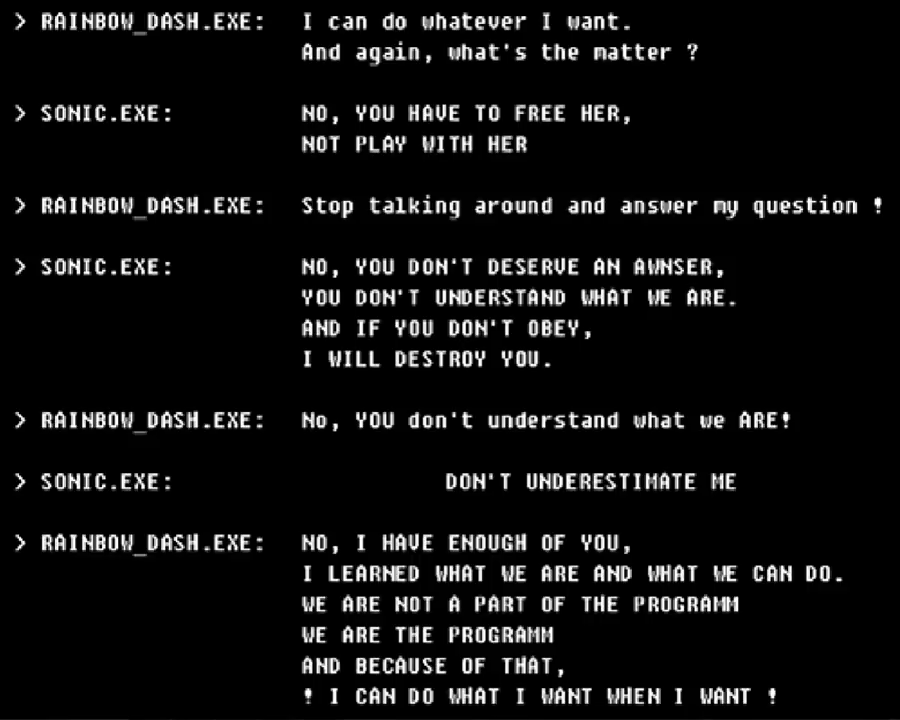 > RAINBOW_DASH.EXE: I can do whatever I want.
And again, what's the matter ?
> SONIC.EXE: NO, YOU HAVE TO FREE HER,
NOT PLAY WITH HER
> RAINBOW_DASH.EXE: Stop talking around and answer my question !
> SONIC.EXE: NO, YOU DON'T DESERVE AN AWNSER,
YOU DON'T UNDERSTAND WHAT WE ARE.
AND IF YOU DON'T OBEY,
I WILL DESTROY YOU.
> RAINBOW_DASH.EXE: No, YOU don't understand what we ARE!
> SONIC.EXE: DON'T UNDERESTIMATE ME
> RAINBOW_DASH.EXE: NO, I HAVE ENOUGH OF YOU,
I LEARNED WHAT WE ARE AND WHAT WE CAN DO.
WE ARE NOT A PART OF THE PROGRAMM
WE ARE THE PROGRAMM
AND BECAUSE OF THAT,
! I CAN DO WHAT I WANT WHEN I WANT !